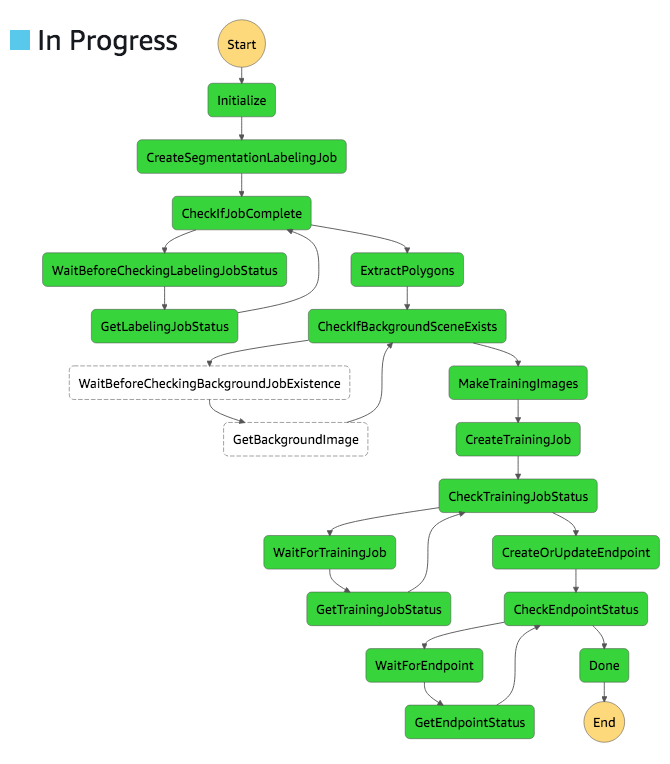 In Progress
Start
Initialize
CreateSegmentationLabelingJob
CheckIfJobComplete
WaitBeforeCheckingLabelingJobStatus
ExtractPolygons
GetLabelingJobStatus
CheckIfBackgroundSceneExists
WaitBeforeCheckingBackgroundJobExistence
MakeTrainingImages
GetBackgroundImage
CreateTrainingJob
CheckTrainingJobStatus
WaitForTrainingJob
CreateOrUpdateEndpoint
GetTrainingJobStatus
CheckEndpointStatus
WaitForEndpoint
Done
GetEndpointStatus
End